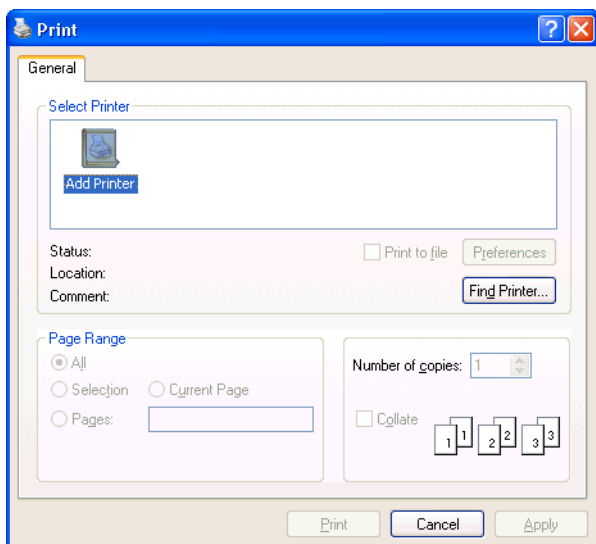 Print
General
Select Printer
Add Printer
Status:
Print to file
Preferences
Location:
Comment:
Find Printer...
Page Range
All
Number of copies: 1
Selection
Current Page
Pages:
Collate
1 1 2 2 3 3
Print
Cancel
Apply